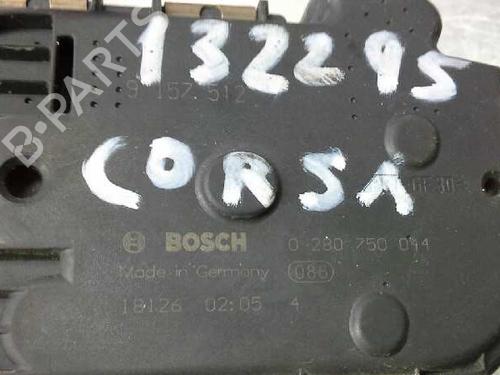 B-PARTS
132295
9 157 512
CORSA
BOSCH 0 280 750 044
Made in Germany 086
18126 02:05 4